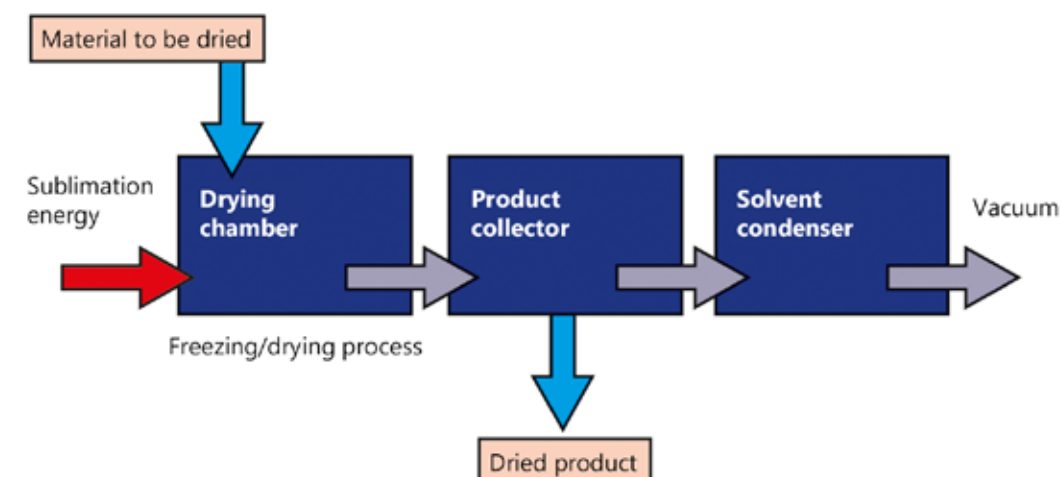 Material to be dried
Sublimation
energy
Drying
chamber
Product
collector
Solvent
condenser
Vacuum
Freezing/drying process
Dried product